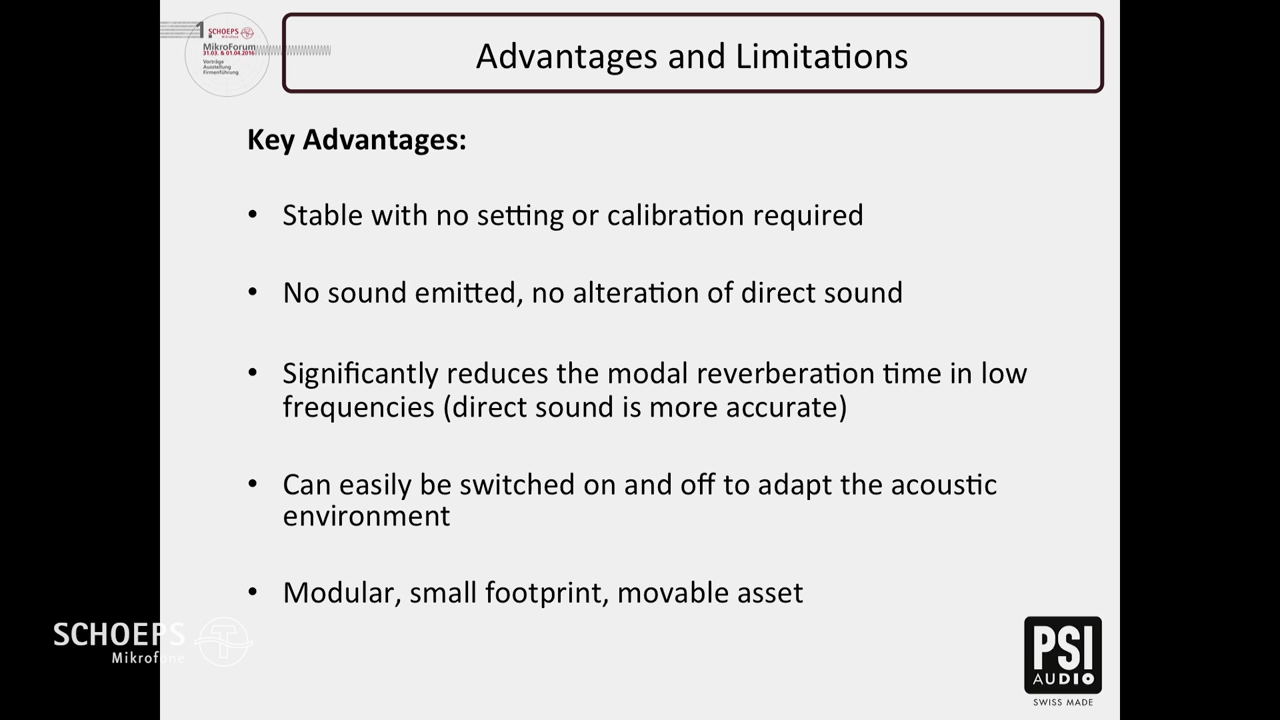 1.
SCHOEPS
Mikrofone
MikroForum
31.03. & 01.04.2016
Vorträge
Ausstellung
Firmenführung
Advantages and Limitations
Key Advantages:
• Stable with no setting or calibration required
• No sound emitted, no alteration of direct sound
• Significantly reduces the modal reverberation time in low
frequencies (direct sound is more accurate)
• Can easily be switched on and off to adapt the acoustic
environment
• Modular, small footprint, movable asset
SCHOEPS
Mikrofone
PSI
AUDIO
SWISS MADE